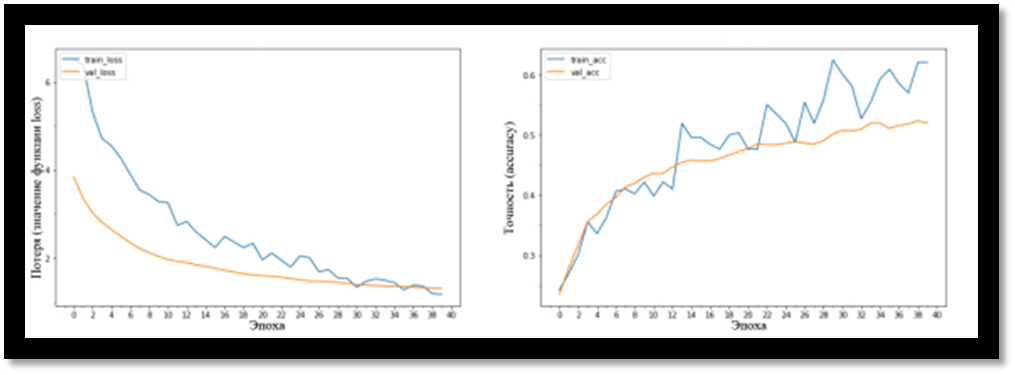 train_loss
val_loss
Потеря (значение функции loss)
6
4
2
0 2 4 6 8 10 12 14 16 18 20 22 24 26 28 30 32 34 36 38 40
Эпоха
train_acc
val_acc
Точность (accuracy)
0.6
0.5
0.4
0.3
0 2 4 6 8 10 12 14 16 18 20 22 24 26 28 30 32 34 36 38 40
Эпоха